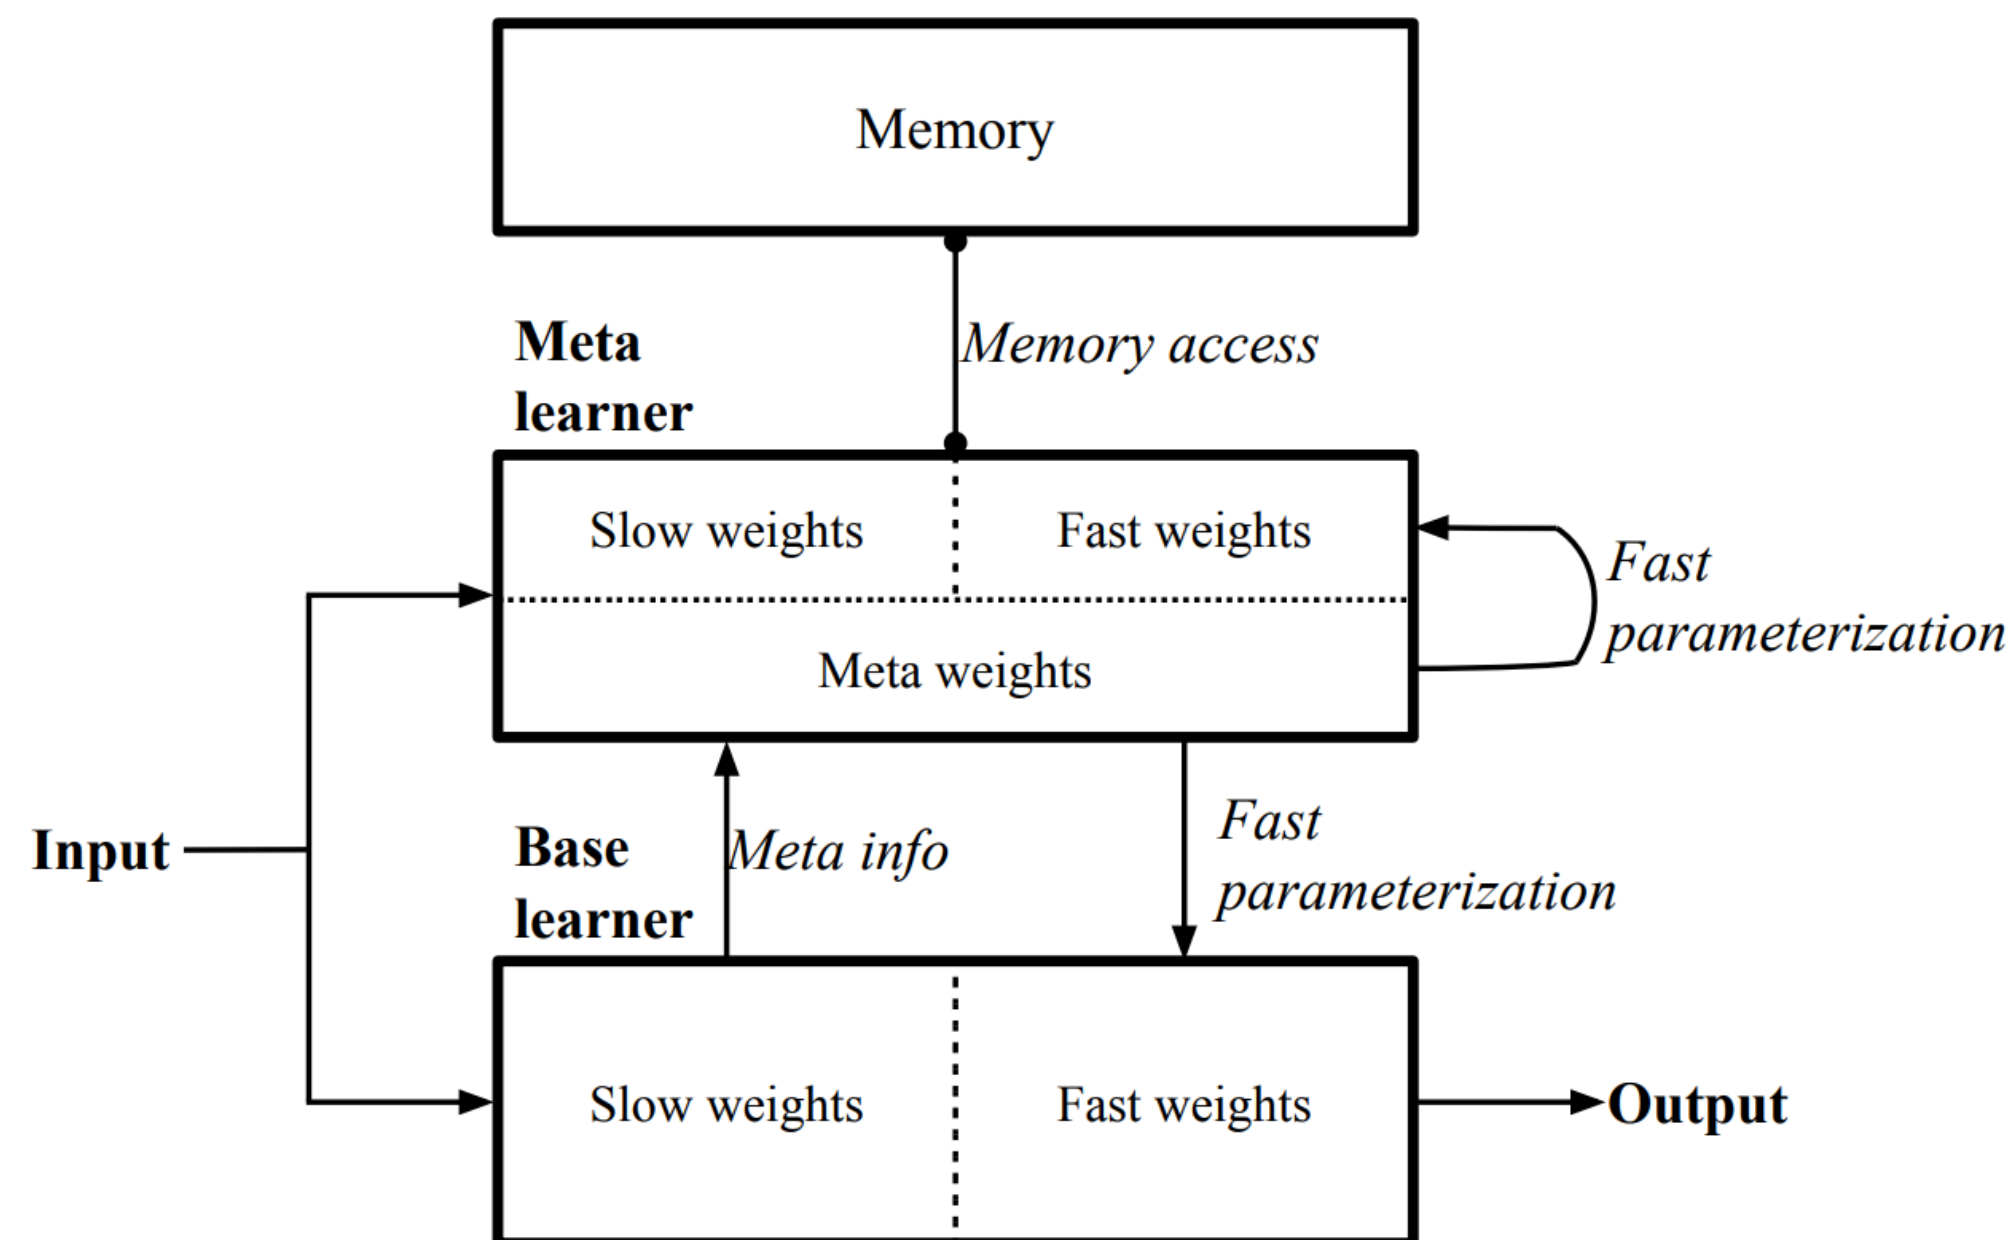 Memory
Meta
learner
Memory access
Slow weights
Fast weights
Fast
parameterization
Meta weights
Input
Base
learner
Meta info
Fast
parameterization
Slow weights
Fast weights
Output